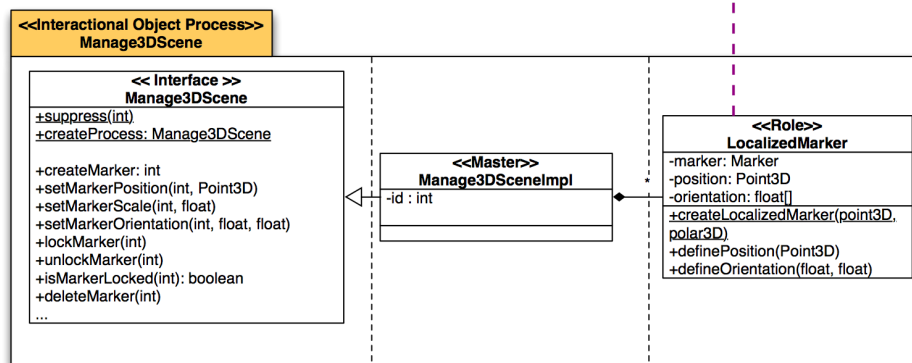 <<Interactional Object Process>>
Manage3DScene
<< Interface >>
Manage3DScene
+suppress(int)
+createProcess: Manage3DScene
+createMarker: int
+setMarkerPosition(int, Point3D)
+setMarkerScale(int, float)
+setMarkerOrientation(int, float, float)
+lockMarker(int)
+unlockMarker(int)
+isMarkerLocked(int): boolean
+deleteMarker(int)
...
<<Master>>
Manage3DSceneImpl
-id : int
*
<<Role>>
LocalizedMarker
-marker: Marker
-position: Point3D
-orientation: float[]
+createLocalizedMarker(point3D,
polar3D)
+definePosition(Point3D)
+defineOrientation(float, float)